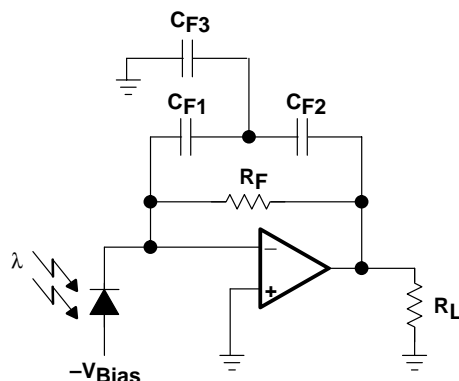 CF3
CF1
CF2
RF
λ
–
+
RL
–VBias